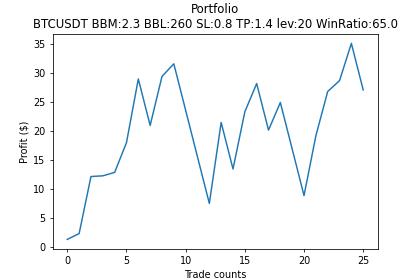 Portfolio
BTCUSDT BBM:2.3 BBL:260 SL:0.8 TP:1.4 lev:20 WinRatio:65.0
35
30
25
20
15
10
5
0
Profit ($)
0 5 10 15 20 25
Trade counts